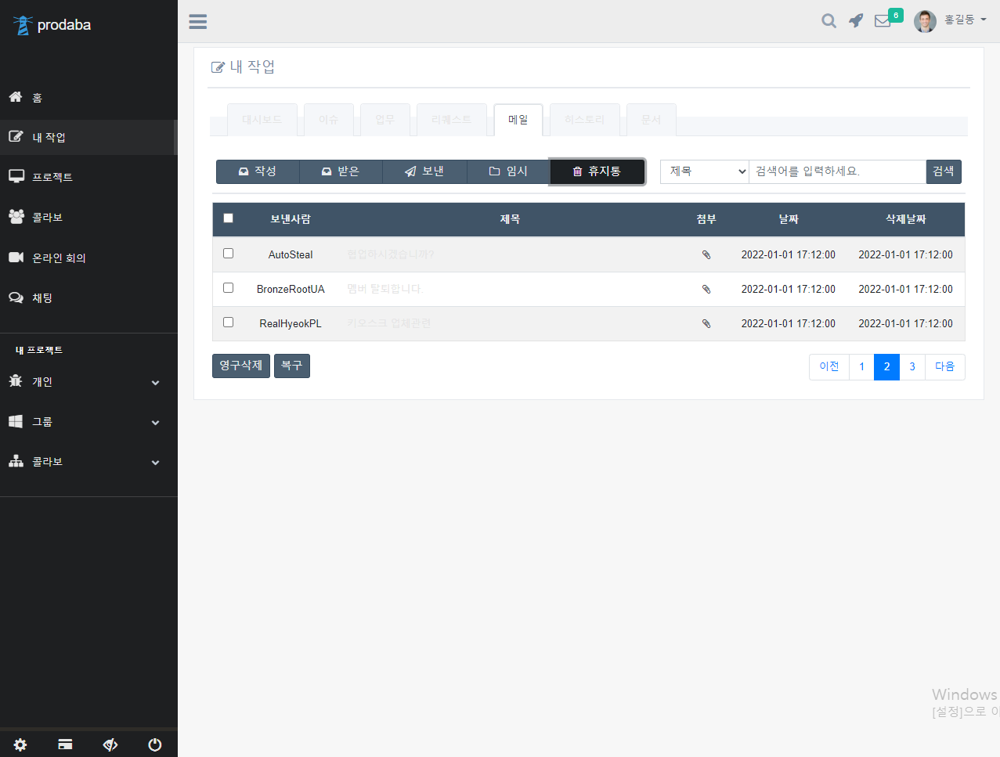 prodaba
6
홍길동
홈
내 작업
프로젝트
콜라보
온라인 회의
채팅
내 프로젝트
개인
그룹
콜라보
내 작업
대시보드 이슈 업무 리퀘스트 메일 히스토리 문서
작성 받은 보낸 임시 휴지통 제목 검색어를 입력하세요. 검색
보낸사람 제목 첨부 날짜 삭제날짜
AutoSteal 협업하시겠습니까? 2022-01-01 17:12:00 2022-01-01 17:12:00
BronzeRootUA 맴버 탈퇴합니다. 2022-01-01 17:12:00 2022-01-01 17:12:00
RealHyeokPL 키오스크 업체관련 2022-01-01 17:12:00 2022-01-01 17:12:00
영구삭제 복구 이전 1 2 3 다음
Windows
[설정]으로 이